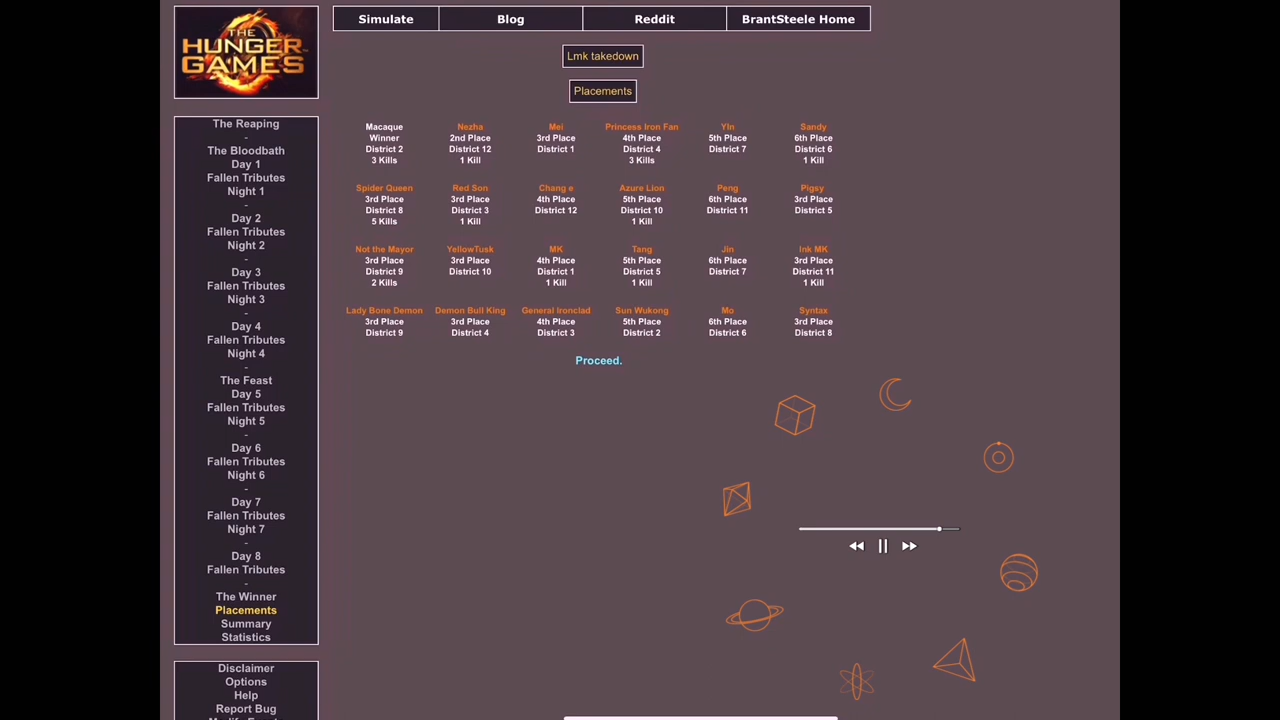 THE
HUNGER
GAMES
Simulate
Blog
Reddit
BrantSteele Home
Lmk takedown
Placements
The Reaping
-
The Bloodbath
Day 1
Fallen Tributes
Night 1
-
Day 2
Fallen Tributes
Night 2
-
Day 3
Fallen Tributes
Night 3
-
Day 4
Fallen Tributes
Night 4
-
The Feast
Day 5
Fallen Tributes
Night 5
-
Day 6
Fallen Tributes
Night 6
-
Day 7
Fallen Tributes
Night 7
-
Day 8
Fallen Tributes
-
The Winner
Placements
Summary
Statistics
Disclaimer
Options
Help
Report Bug
Macaque
Winner
District 2
3 Kills
Nezha
2nd Place
District 12
1 Kill
Mei
3rd Place
District 1
Princess Iron Fan
4th Place
District 4
3 Kills
YIn
5th Place
District 7
Sandy
6th Place
District 6
1 Kill
Spider Queen
3rd Place
District 8
5 Kills
Red Son
3rd Place
District 3
1 Kill
Chang e
4th Place
District 12
Azure Lion
5th Place
District 10
1 Kill
Peng
6th Place
District 11
Pigsy
3rd Place
District 5
Not the Mayor
3rd Place
District 9
2 Kills
YellowTusk
3rd Place
District 10
MK
4th Place
District 1
1 Kill
Tang
5th Place
District 5
1 Kill
Jin
6th Place
District 7
Ink MK
3rd Place
District 11
1 Kill
Lady Bone Demon
3rd Place
District 9
Demon Bull King
3rd Place
District 4
General Ironclad
4th Place
District 3
Sun Wukong
5th Place
District 2
Mo
6th Place
District 6
Syntax
3rd Place
District 8
Proceed.